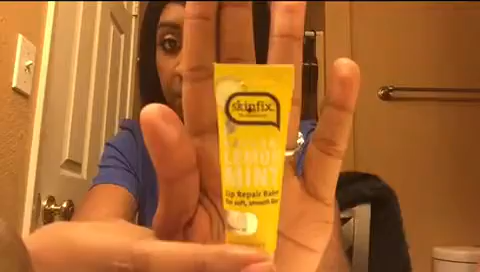 skinfix.
LEMON
MINT
Lip Repair Balm
for soft, smooth lips